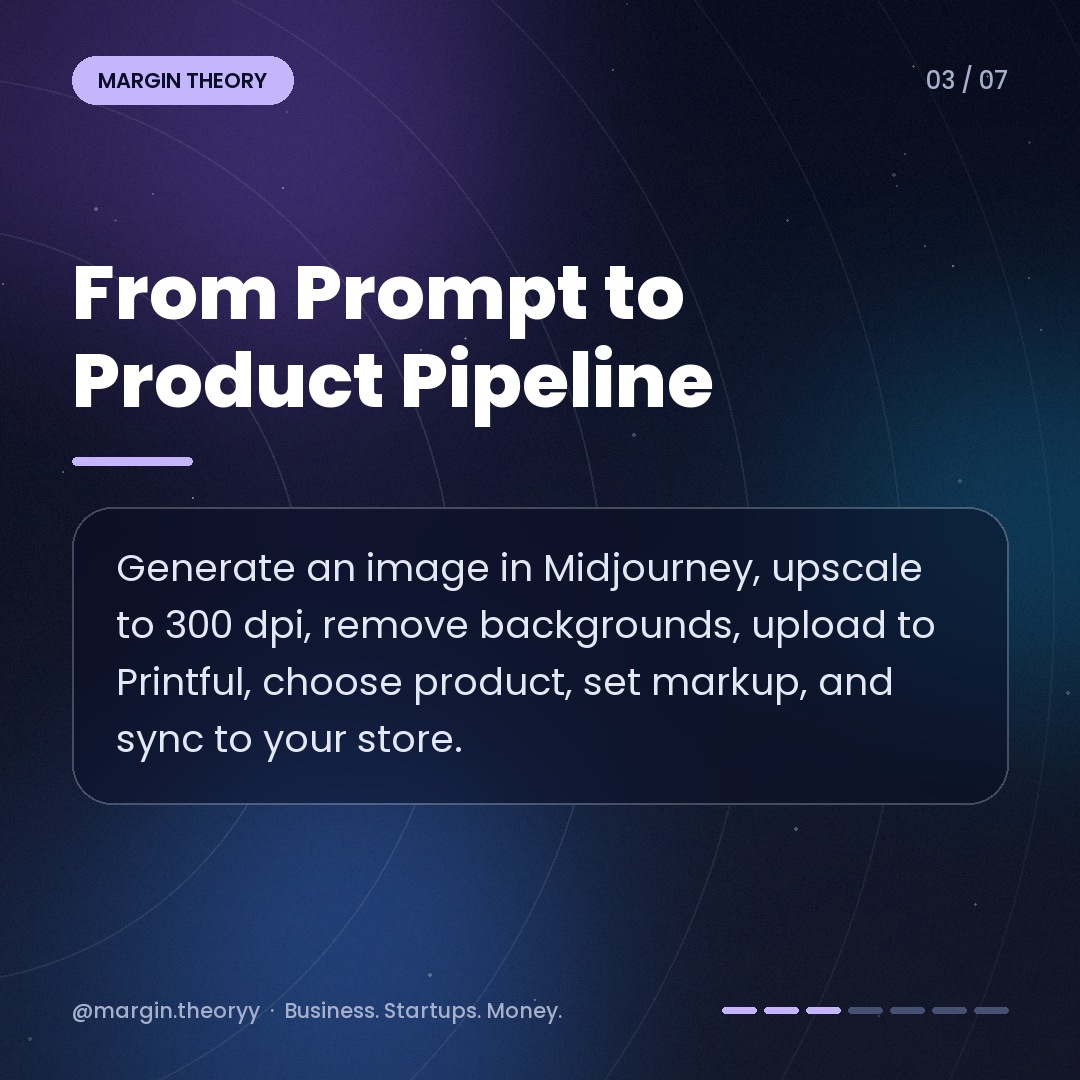 MARGIN THEORY
03 / 07
From Prompt to
Product Pipeline
Generate an image in Midjourney, upscale
to 300 dpi, remove backgrounds, upload to
Printful, choose product, set markup, and
sync to your store.
@margin.theoryy · Business. Startups. Money.